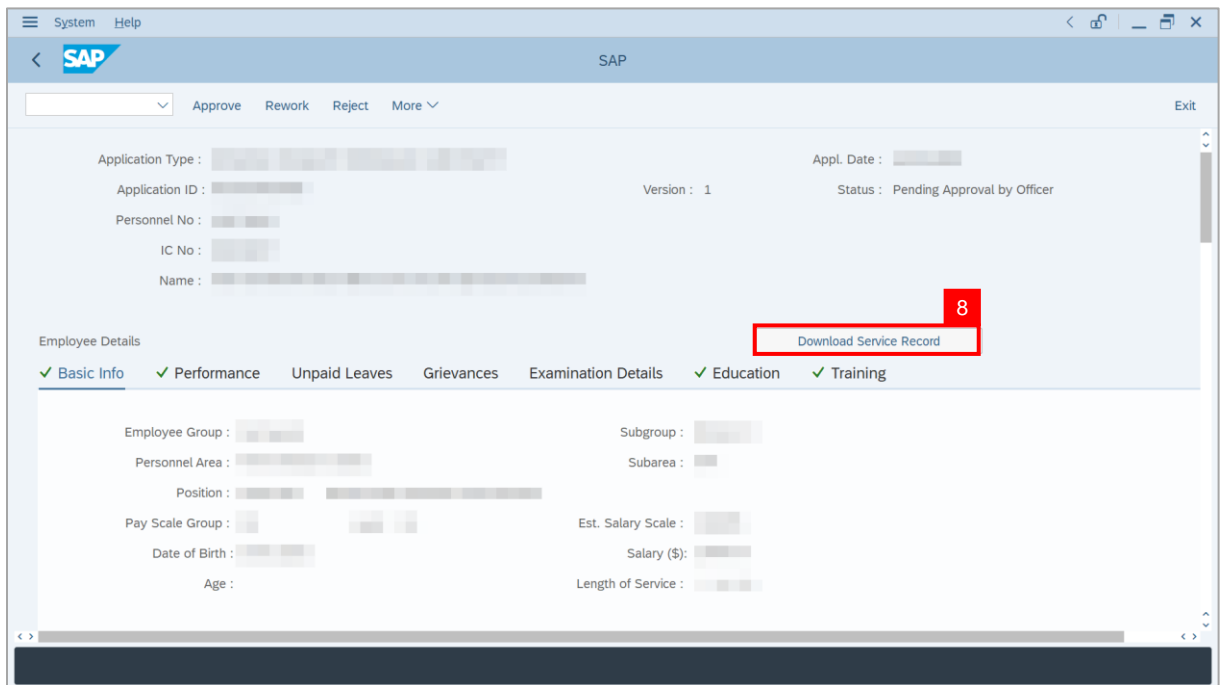 System Help
SAP SAP
Approve Rework Reject More Exit
Application Type : Appl. Date :
Application ID : Version : 1 Status : Pending Approval by Officer
Personnel No :
IC No :
Name :
8
Employee Details Download Service Record
Basic Info Performance Unpaid Leaves Grievances Examination Details Education Training
Employee Group : Subgroup :
Personnel Area : Subarea :
Position :
Pay Scale Group : Est. Salary Scale :
Date of Birth : Salary ($):
Age : Length of Service :